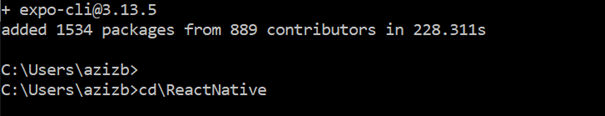 + expo-cli@3.13.5
added 1534 packages from 889 contributors in 228.311s
C:\Users\azizb>
C:\Users\azizb>cd\ReactNative